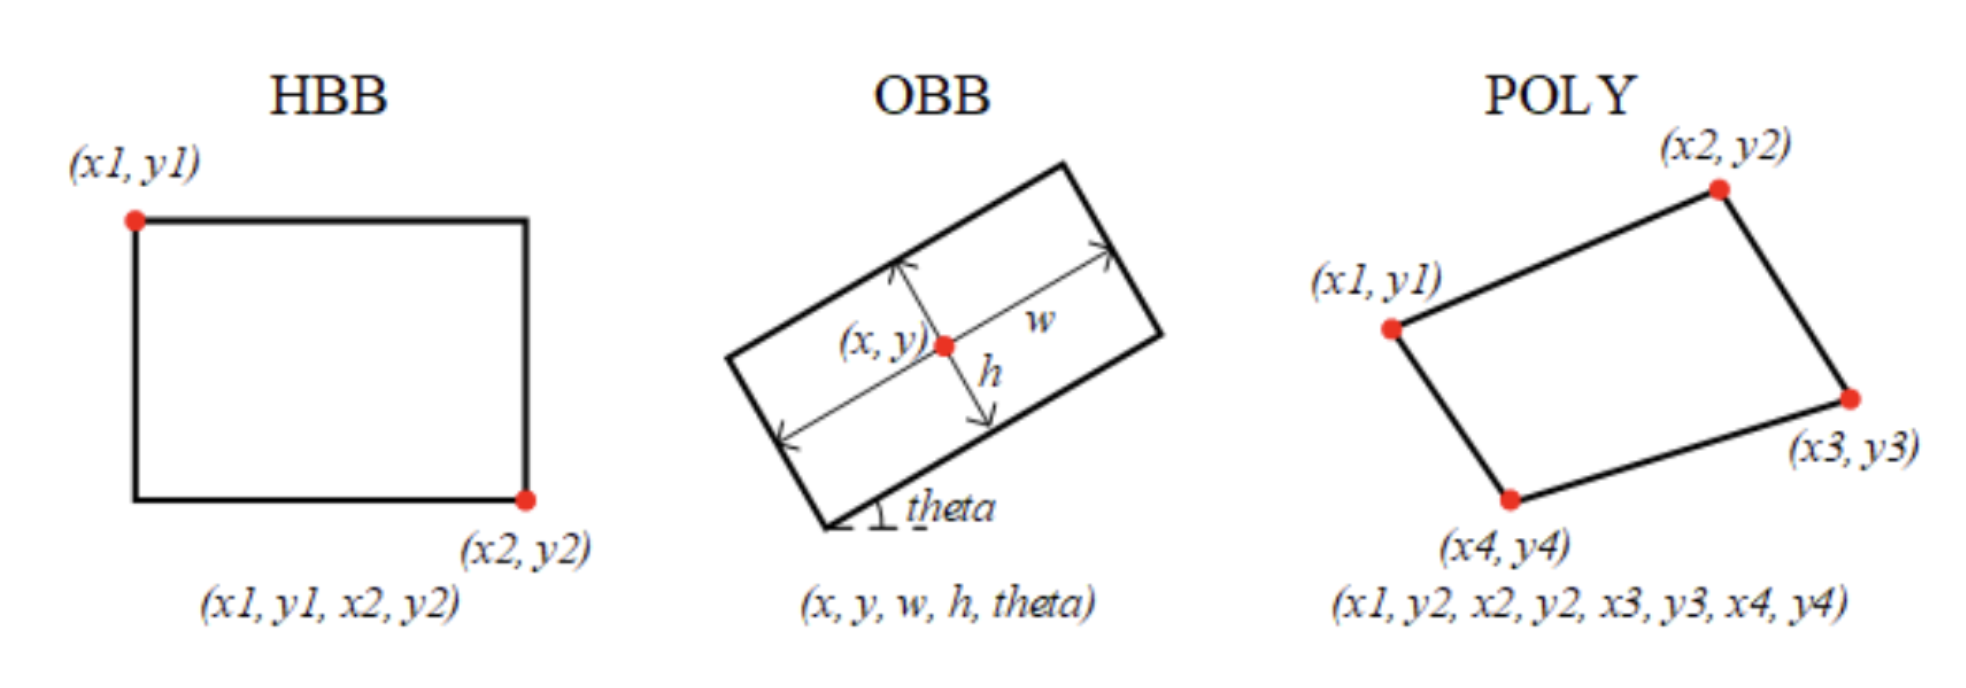 HBB
(x1, y1)
(x2, y2)
(x1, y1, x2, y2)
OBB
(x, y)
w
h
theta
(x, y, w, h, theta)
POLY
(x2, y2)
(x1, y1)
(x3, y3)
(x4, y4)
(x1, y2, x2, y2, x3, y3, x4, y4)